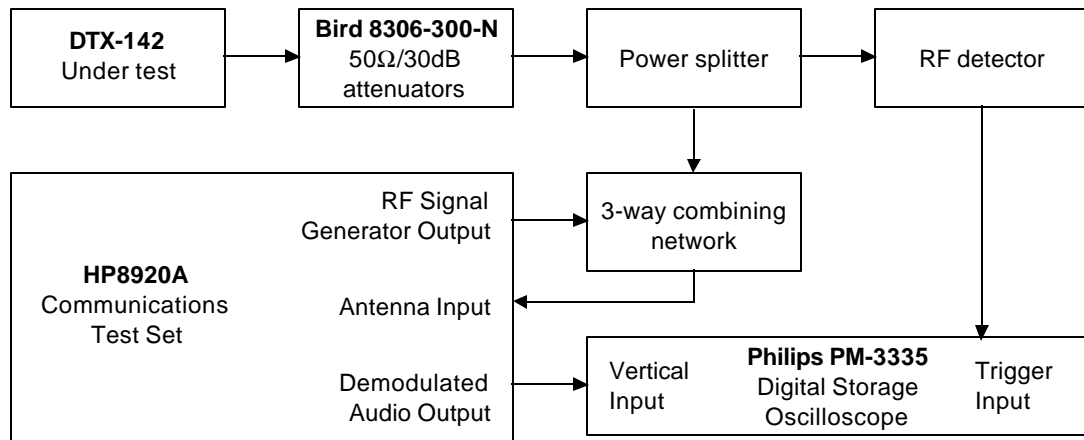 DTX-142
Under test
Bird 8306-300-N
50Ω/30dB
attenuators
Power splitter
RF detector
RF Signal
Generator Output
3-way combining
network
HP8920A
Communications
Test Set
Antenna Input
Demodulated
Audio Output
Vertical
Input
Philips PM-3335
Digital Storage
Oscilloscope
Trigger
Input